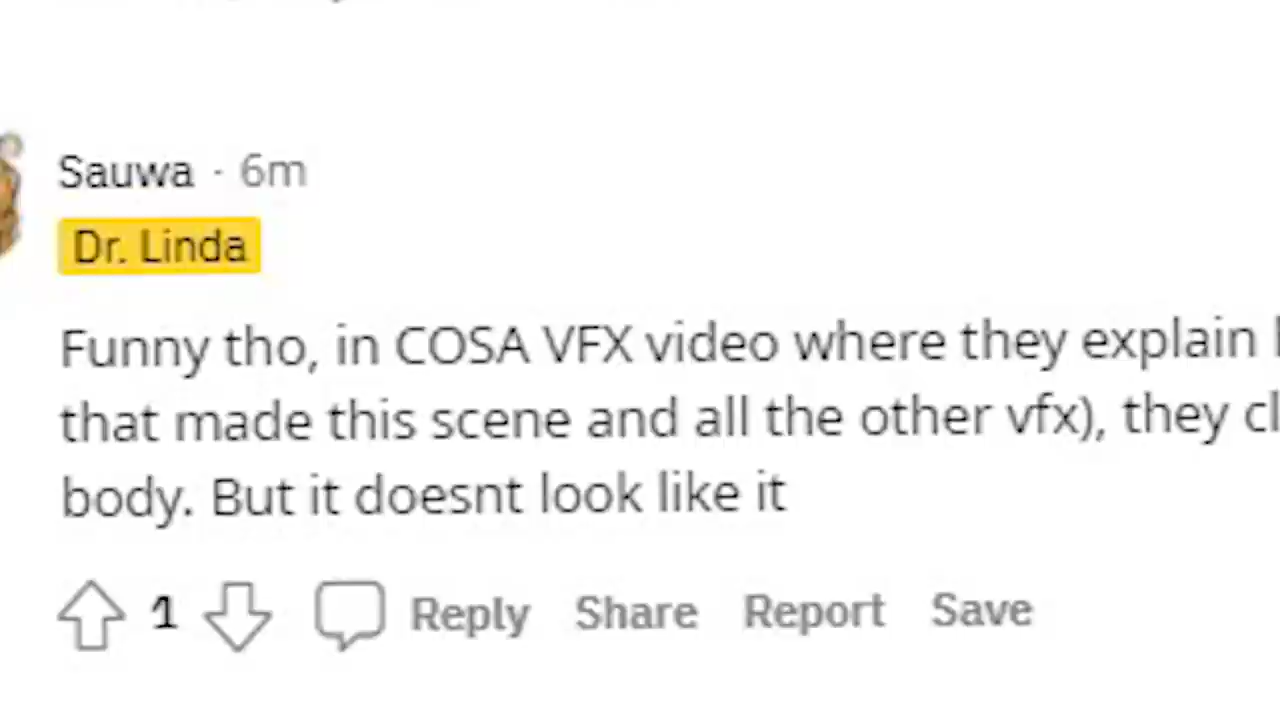 Sauwa · 6m
Dr. Linda
Funny tho, in COSA VFX video where they explain
that made this scene and all the other vfx), they
body. But it doesnt look like it
1 Reply Share Report Save